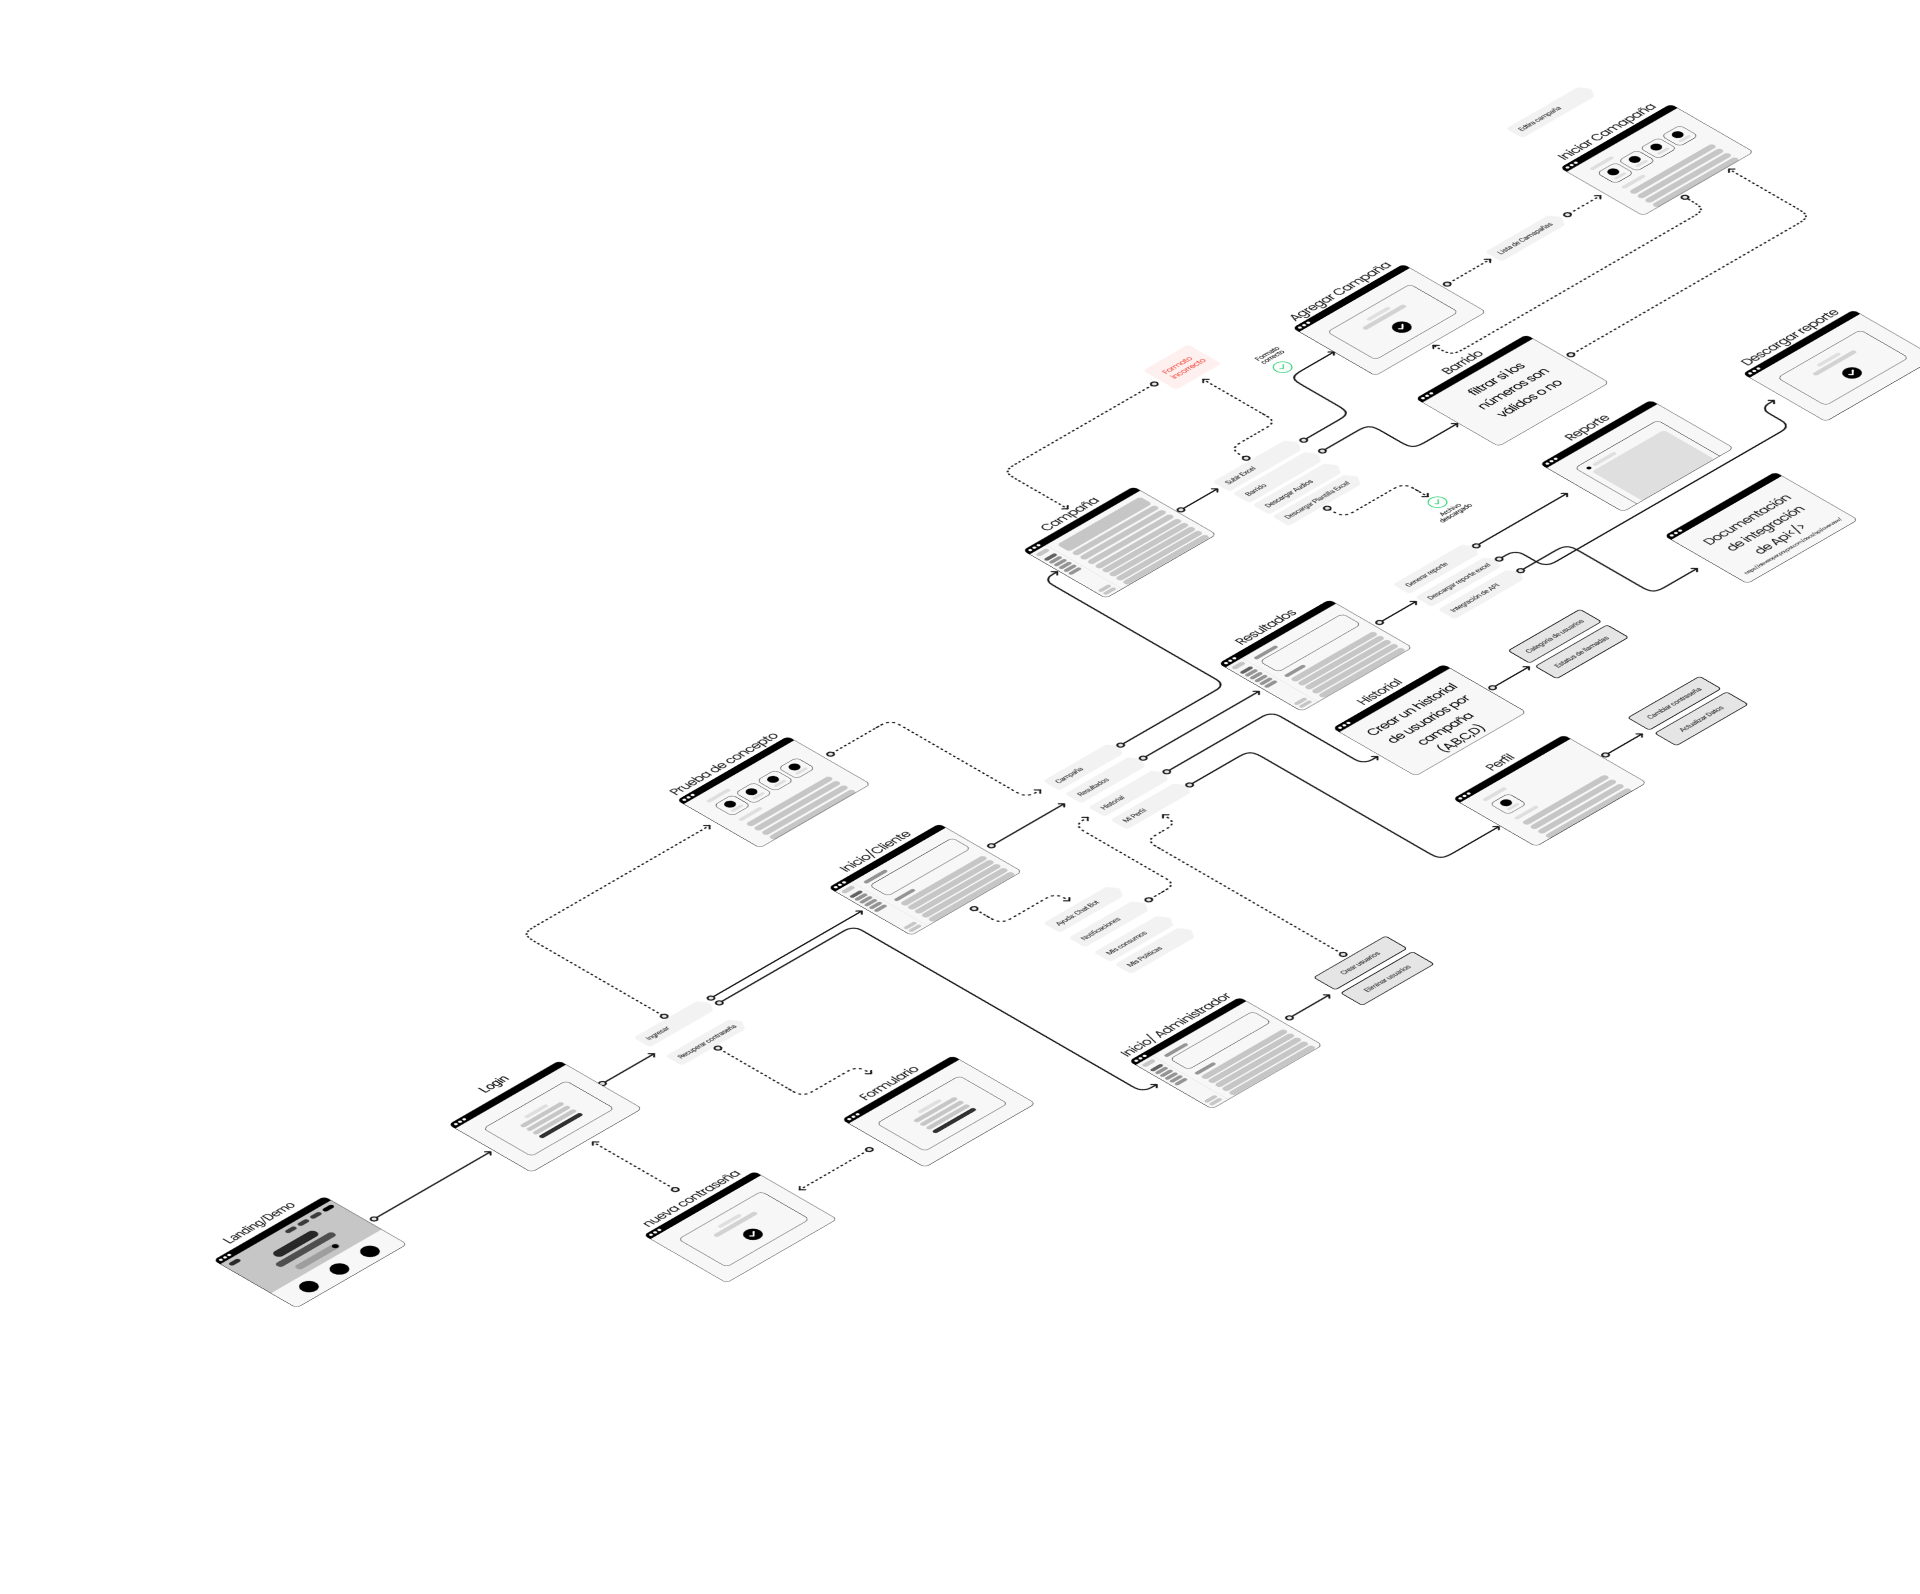 Editra campaña
Iniciar Camapaña
Lista de Camapañas
Agregar Campaña
Formato
correcto
Formato
incorrecto
Barrido
filtrar si los
números son
válidos o no
Descargar reporte
Reporte
Subir Excel
Barrido
Descargar Audios
Descargar Plantilla Excel
Archivo
descargado
Campaña
Documentación
de integración
de Api</>
Generar reporte
Descargar reporte excel
Integración de API
Resultados
Historial
Crear un historial
de usuarios por
campaña
(A,B,C,D)
Categoria de usuarios
Estatus de llamadas
Cambiar contraseña
Actualizar Datos
Perfil
Prueba de concepto
Campaña
Resultados
Historial
Mi Perfil
Inicio/Cliente
Ayuda: Chat Bot
Notificaciones
Mis consumos
Mis Políticas
Crear usuarios
Eliminar usuarios
Inicio/ Administrador
Ingresar
Recuperar contraseña
Login
Formulario
nueva contraseña
Landing/Demo